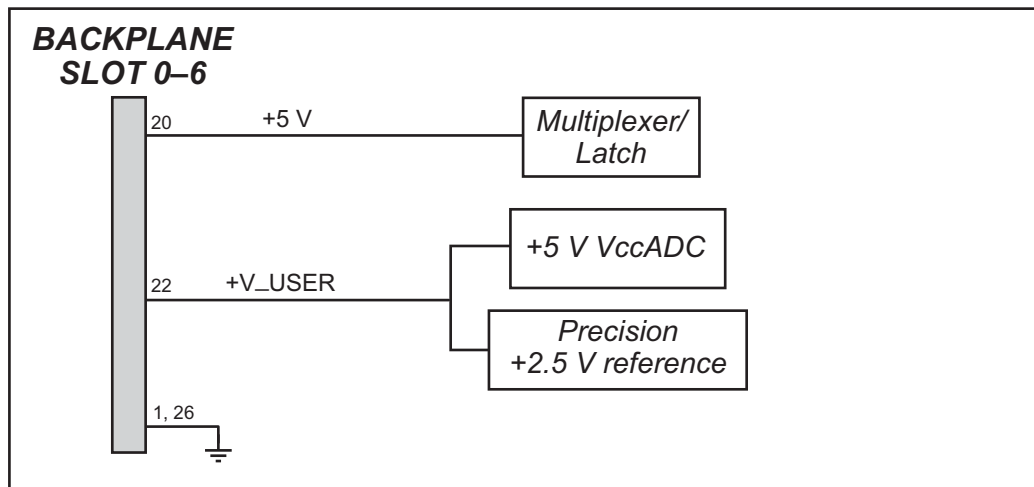 BACKPLANE
SLOT 0–6
20
+5 V
Multiplexer/
Latch
+5 V VccADC
22
+V_USER
Precision
+2.5 V reference
1, 26